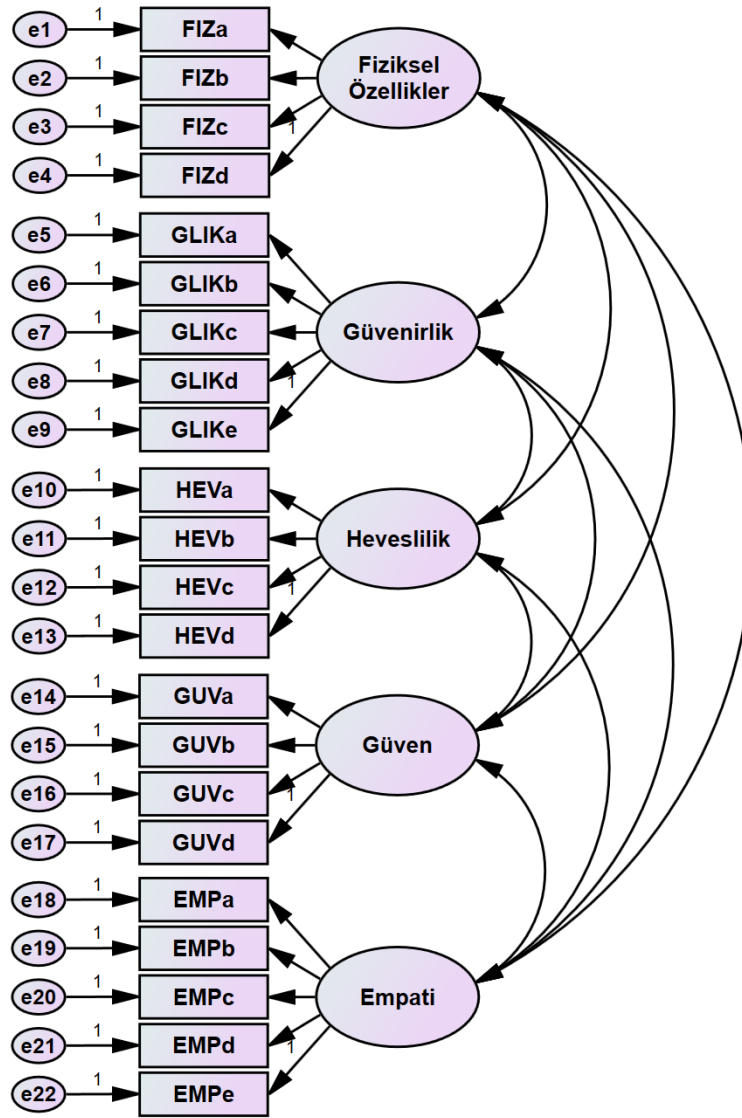 e1 1 FIZa
e2 1 FIZb
e3 1 FIZc
e4 1 FIZd
1
Fiziksel
Özellikler
e5 1 GLIKa
e6 1 GLIKb
e7 1 GLIKc
e8 1 GLIKd
e9 1 GLIKe
1
Güvenirlik
e10 1 HEVa
e11 1 HEVb
e12 1 HEVc
e13 1 HEVd
1
Heveslilik
e14 1 GUVa
e15 1 GUVb
e16 1 GUVc
e17 1 GUVd
1
Güven
e18 1 EMPa
e19 1 EMPb
e20 1 EMPc
e21 1 EMPd
e22 1 EMPe
1
Empati